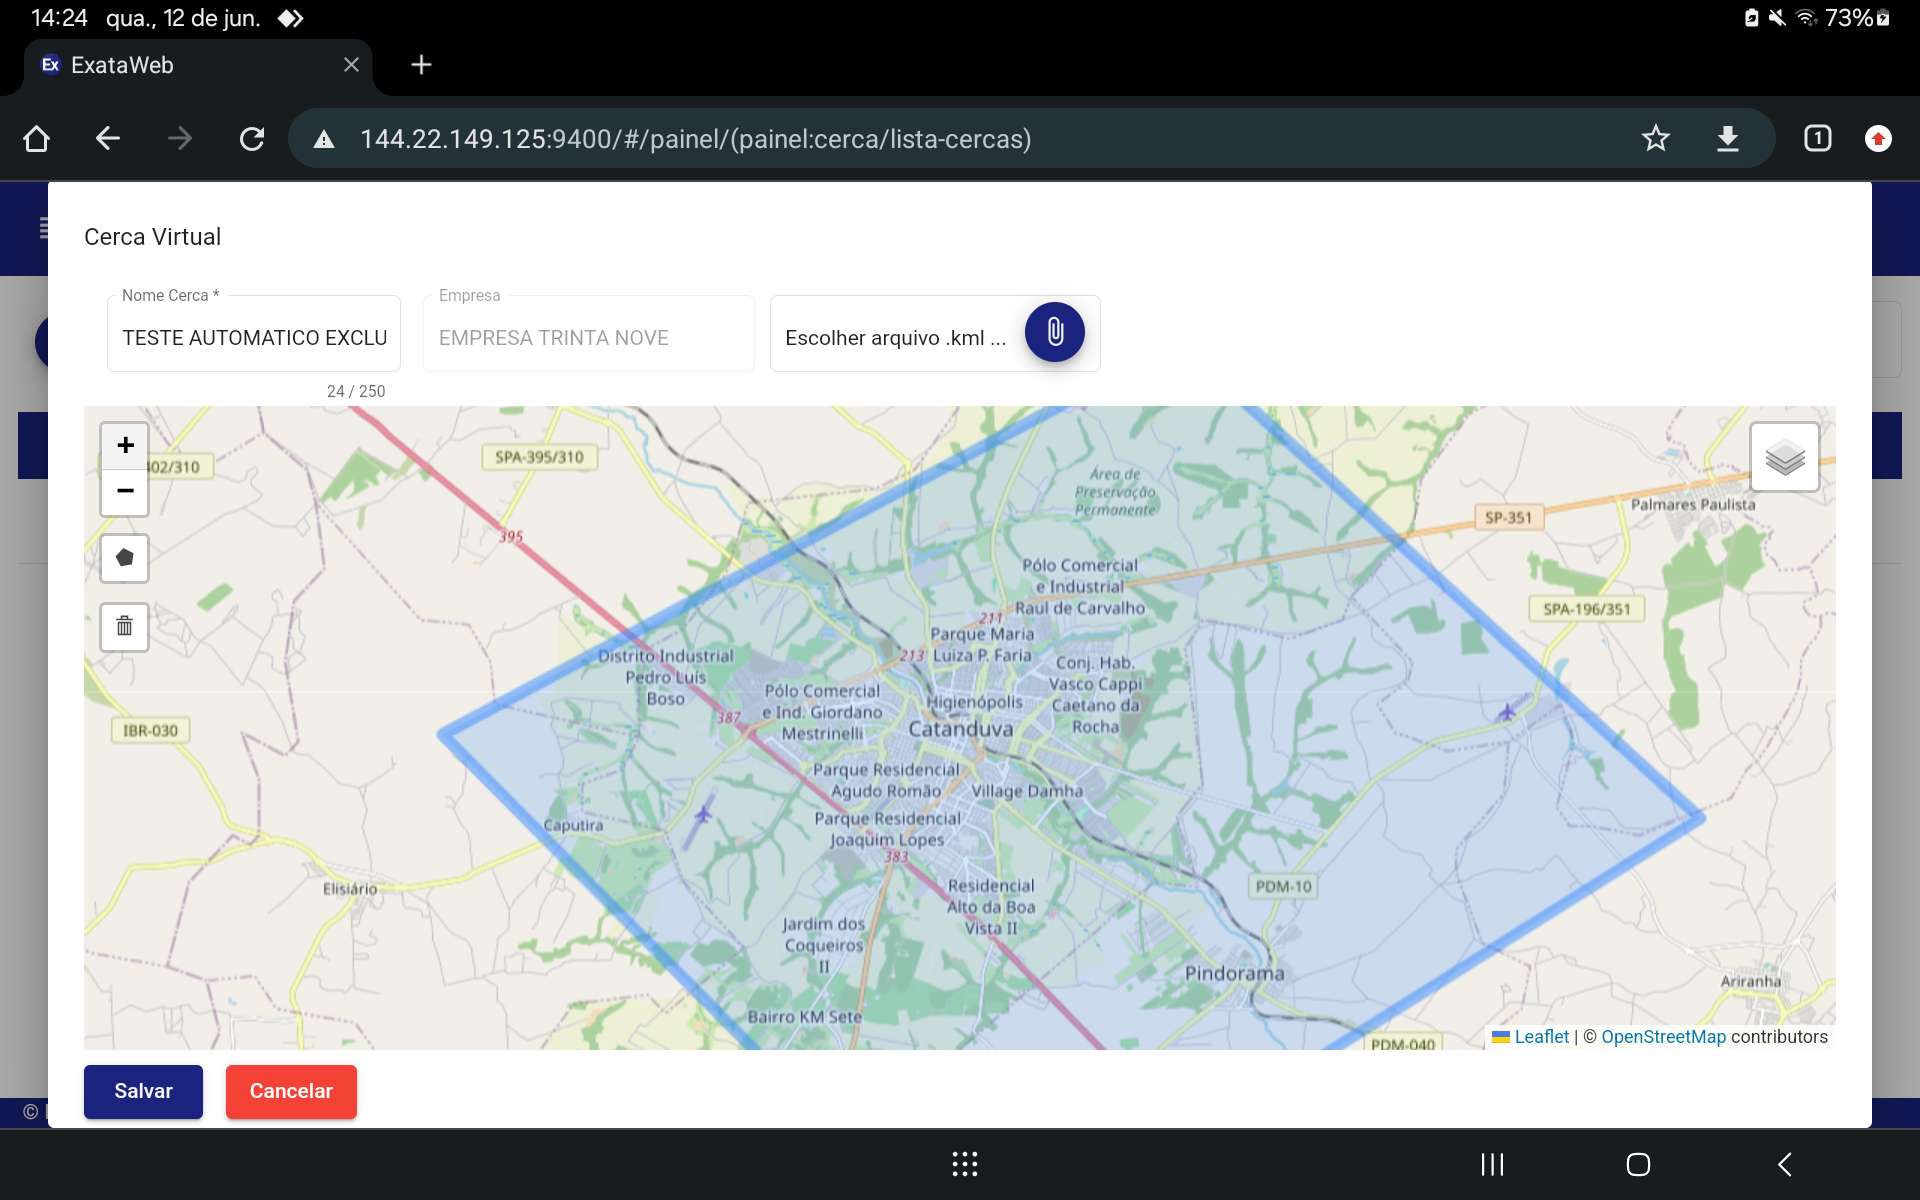 14:24 qua., 12 de jun.
73%
Ex ExataWeb
144.22.149.125:9400/#/painel/(painel:cerca/lista-cercas)
1
Cerca Virtual
Nome Cerca *
Empresa
TESTE AUTOMATICO EXCLU
EMPRESA TRINTA NOVE
Escolher arquivo .kml ...
24 / 250
+
−
402/310
SPA-395/310
395
Área de
Preservação
Permanente
SP-351
Palmares Paulista
Pólo Comercial
e Industrial
Raul de Carvalho
SPA-196/351
211
Parque Maria
Luiza P. Faria
213
Distrito Industrial
Pedro Luís
Boso
Conj. Hab.
Vasco Cappi
Caetano da
Rocha
Pólo Comercial
e Ind. Giordano
Mestrinelli
Higienópolis
387
Catanduva
IBR-030
Parque Residencial
Agudo Romão
Village Damha
Parque Residencial
Joaquim Lopes
383
Caputira
Elisiário
Residencial
Alto da Boa
Vista II
PDM-10
Jardim dos
Coqueiros
II
Pindorama
Ariranha
Bairro KM Sete
PDM-040
Leaflet | © OpenStreetMap contributors
Salvar
Cancelar
©